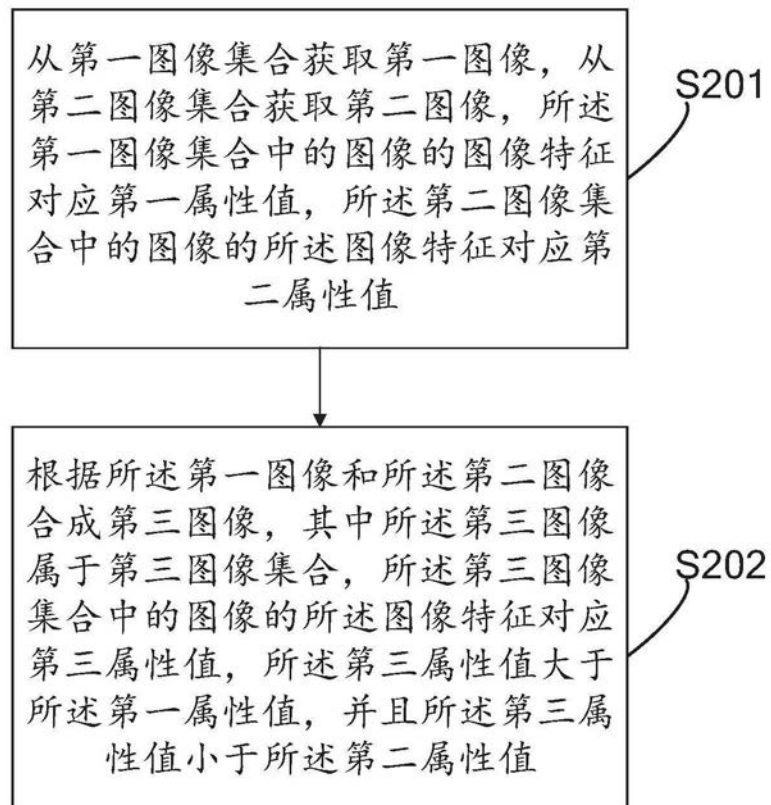 从第一图像集合获取第一图像，从
第二图像集合获取第二图像，所述
第一图像集合中的图像的图像特征
对应第一属性值，所述第二图像集
合中的图像的所述图像特征对应第
二属性值
S201
根据所述第一图像和所述第二图像
合成第三图像，其中所述第三图像
属于第三图像集合，所述第三图像
集合中的图像的所述图像特征对应
第三属性值，所述第三属性值大于
所述第一属性值，并且所述第三属
性值小于所述第二属性值
S202